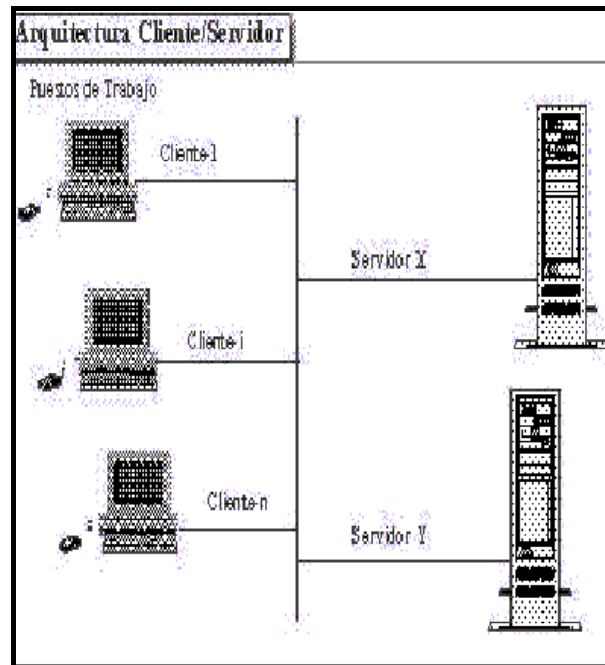 Arquitectura Cliente/Servidor
Puestos de Trabajo
Cliente-1
Servidor X
Cliente-i
Cliente-n
Servidor Y